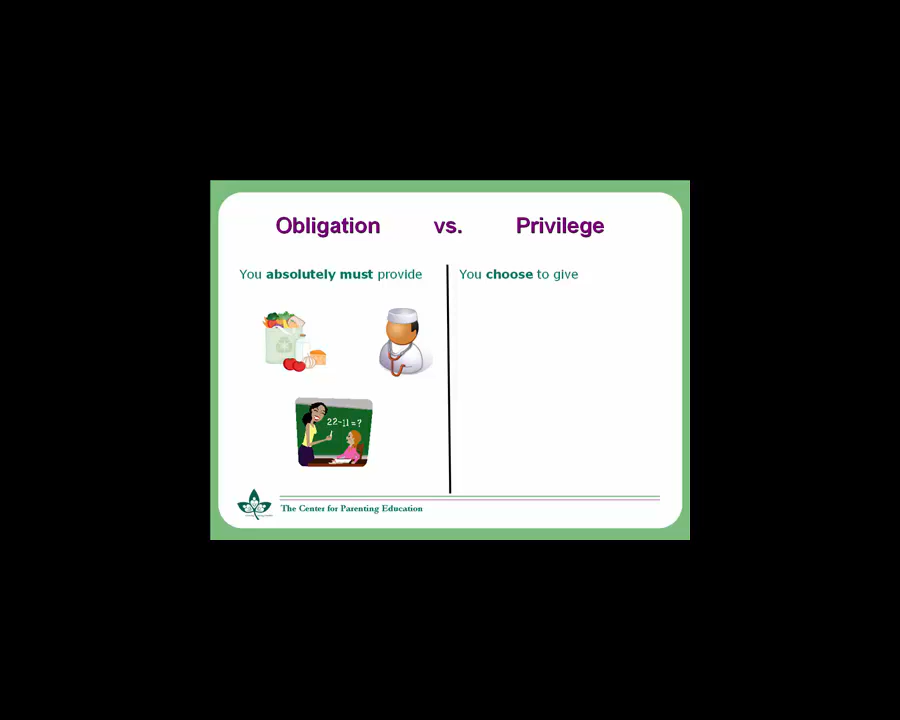 Obligation vs. Privilege
You absolutely must provide
You choose to give
22-11=?
The Center for Parenting Education